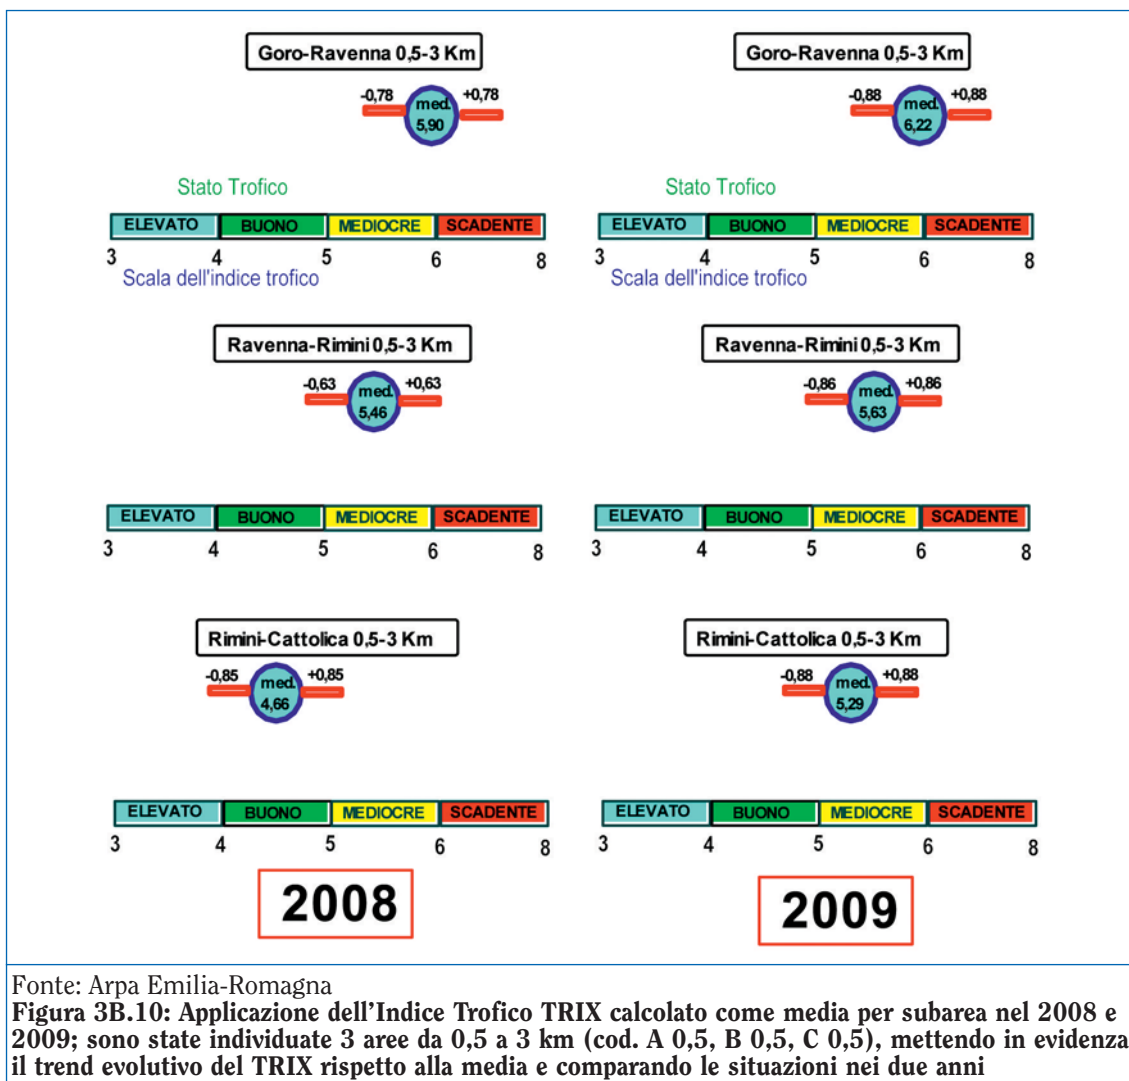 Goro-Ravenna 0,5-3 Km
-0,78 +0,78
med.
5,90
Stato Trofico
ELEVATO BUONO MEDIOCRE SCADENTE
3 4 5 6 8
Scala dell'indice trofico
Goro-Ravenna 0,5-3 Km
-0,88 +0,88
med.
6,22
Stato Trofico
ELEVATO BUONO MEDIOCRE SCADENTE
3 4 5 6 8
Scala dell'indice trofico
Ravenna-Rimini 0,5-3 Km
-0,63 +0,63
med.
5,46
ELEVATO BUONO MEDIOCRE SCADENTE
3 4 5 6 8
Ravenna-Rimini 0,5-3 Km
-0,86 +0,86
med.
5,63
ELEVATO BUONO MEDIOCRE SCADENTE
3 4 5 6 8
Rimini-Cattolica 0,5-3 Km
-0,85 +0,85
med.
4,66
ELEVATO BUONO MEDIOCRE SCADENTE
3 4 5 6 8
2008
Rimini-Cattolica 0,5-3 Km
-0,88 +0,88
med.
5,29
ELEVATO BUONO MEDIOCRE SCADENTE
3 4 5 6 8
2009
Fonte: Arpa Emilia-Romagna
Figura 3B.10: Applicazione dell'Indice Trofico TRIX calcolato come media per subarea nel 2008 e
2009; sono state individuate 3 aree da 0,5 a 3 km (cod. A 0,5, B 0,5, C 0,5), mettendo in evidenza
il trend evolutivo del TRIX rispetto alla media e comparando le situazioni nei due anni